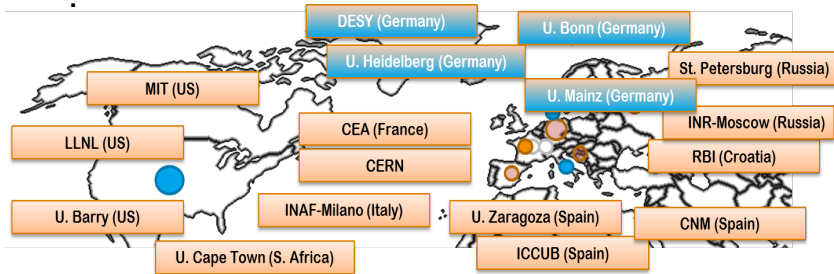 DESY (Germany)
U. Bonn (Germany)
U. Heidelberg (Germany)
St. Petersburg (Russia)
MIT (US)
U. Mainz (Germany)
CEA (France)
INR-Moscow (Russia)
LLNL (US)
CERN
RBI (Croatia)
U. Barry (US)
INAF-Milano (Italy)
U. Zaragoza (Spain)
CNM (Spain)
U. Cape Town (S. Africa)
ICCUB (Spain)